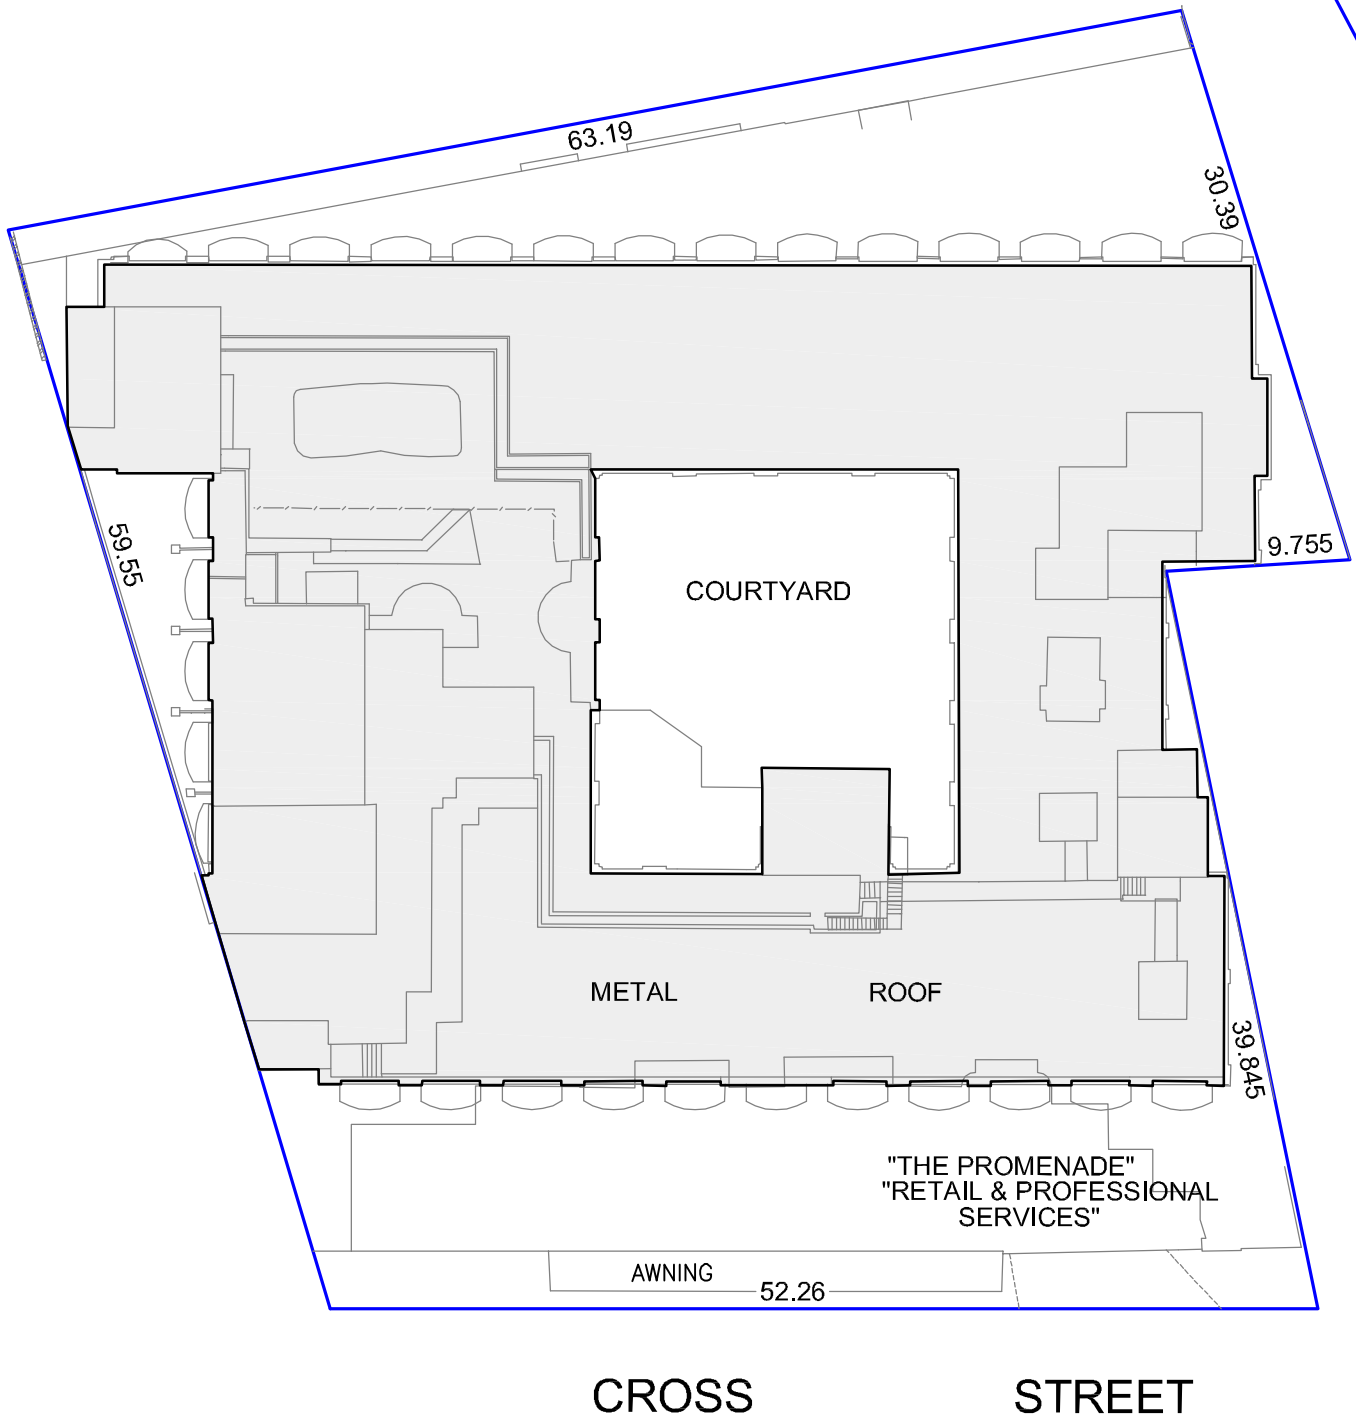 63.19
30.39
59.55
9.755
COURTYARD
METAL ROOF
39.845
"THE PROMENADE"
"RETAIL & PROFESSIONAL
SERVICES"
AWNING
52.26
CROSS STREET